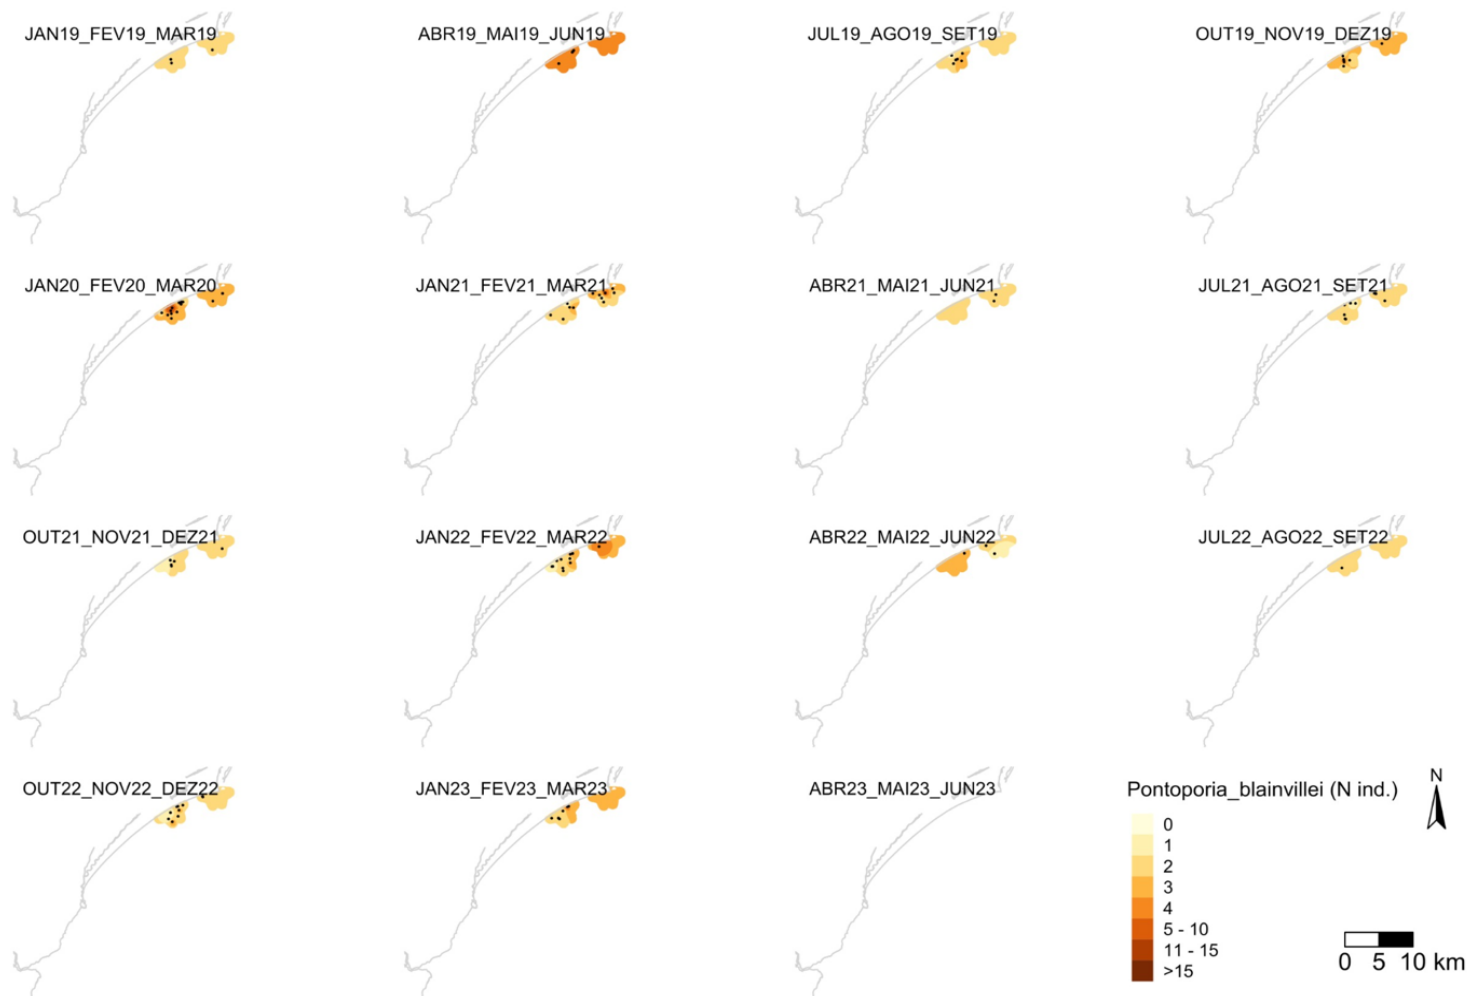 JAN19_FEV19_MAR19
ABR19_MAI19_JUN19
JUL19_AGO19_SET19
OUT19_NOV19_DEZ19
JAN20_FEV20_MAR20
JAN21_FEV21_MAR21
ABR21_MAI21_JUN21
JUL21_AGO21_SET21
OUT21_NOV21_DEZ21
JAN22_FEV22_MAR22
ABR22_MAI22_JUN22
JUL22_AGO22_SET22
OUT22_NOV22_DEZ22
JAN23_FEV23_MAR23
ABR23_MAI23_JUN23
Pontoporia_blainvillei (N ind.)
0
1
2
3
4
5 - 10
11 - 15
>15
N
0 5 10 km